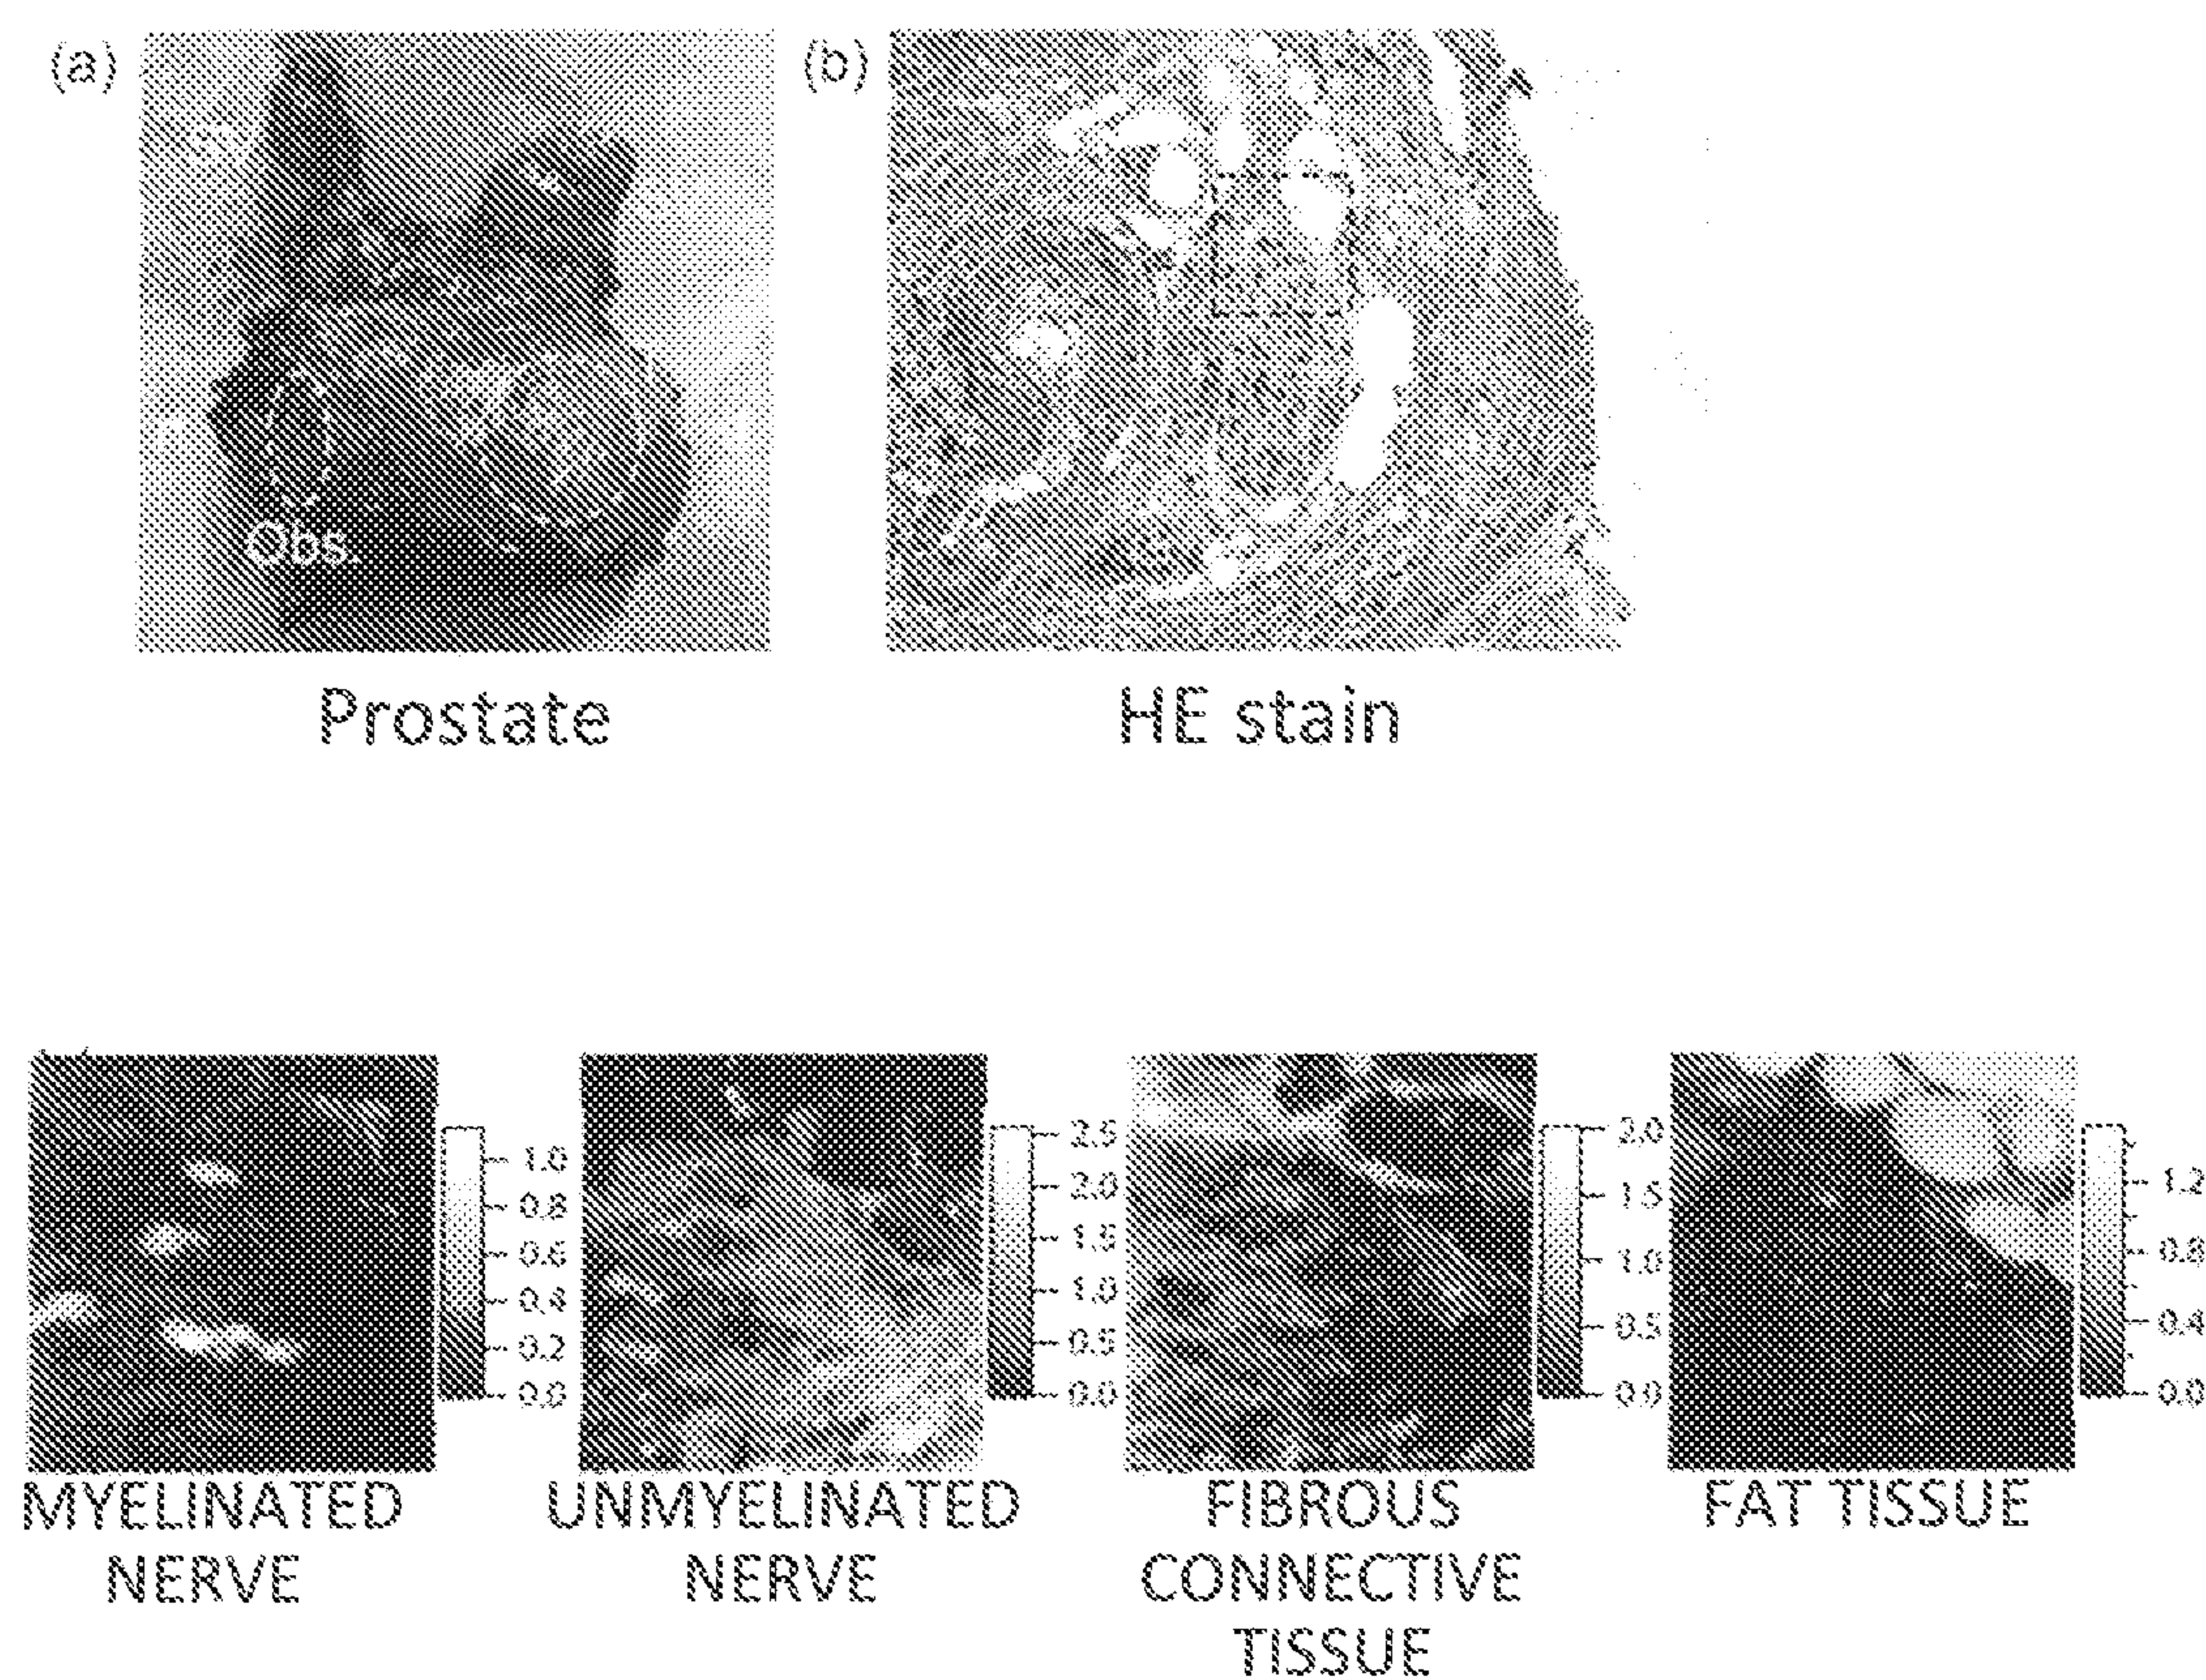 (a)
(b)
Obs.
Prostate
HE stain
1.0
0.8
0.6
0.4
0.2
0.0
2.5
2.0
1.5
1.0
0.5
0.0
2.0
1.5
1.0
0.5
0.0
1.2
0.8
0.4
0.0
MYELINATED
NERVE
UNMYELINATED
NERVE
FIBROUS
CONNECTIVE
TISSUE
FAT TISSUE